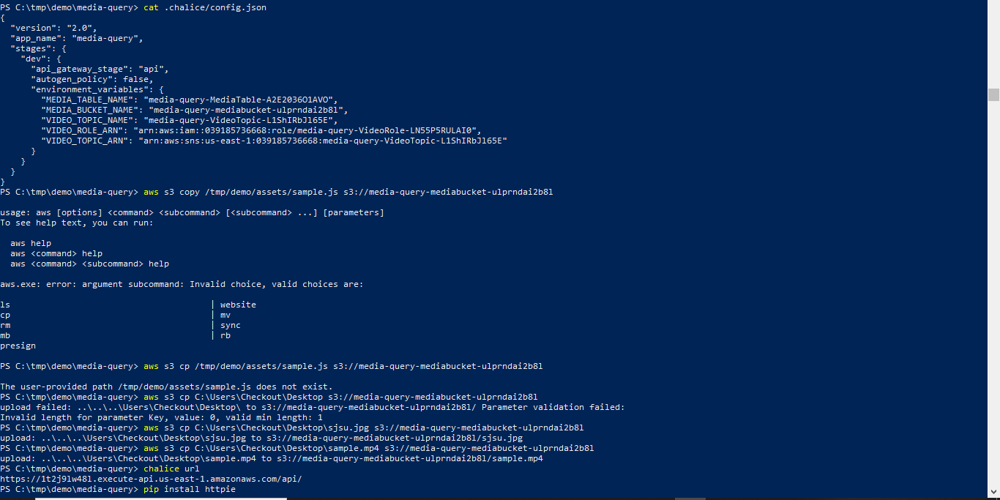 PS C:\tmp\demo\media-query> cat .chalice/config.json
{
  "version": "2.0",
  "app_name": "media-query",
  "stages": {
    "dev": {
      "api_gateway_stage": "api",
      "autogen_policy": false,
      "environment_variables": {
        "MEDIA_TABLE_NAME": "media-query-MediaTable-A2E2036O1AVO",
        "MEDIA_BUCKET_NAME": "media-query-mediabucket-ulprndai2b8l",
        "VIDEO_TOPIC_NAME": "media-query-VideoTopic-L1ShIRbJl65E",
        "VIDEO_ROLE_ARN": "arn:aws:iam::039185736668:role/media-query-VideoRole-LN55P5RULAI0",
        "VIDEO_TOPIC_ARN": "arn:aws:sns:us-east-1:039185736668:media-query-VideoTopic-L1ShIRbJl65E"
      }
    }
  }
}
PS C:\tmp\demo\media-query> aws s3 copy /tmp/demo/assets/sample.js s3://media-query-mediabucket-ulprndai2b8l
usage: aws [options] <command> <subcommand> [<subcommand> ...] [parameters]
To see help text, you can run:
  aws help
  aws <command> help
  aws <command> <subcommand> help
aws.exe: error: argument subcommand: Invalid choice, valid choices are:
ls                                       | website
cp                                       | mv
rm                                       | sync
mb                                       | rb
presign
PS C:\tmp\demo\media-query> aws s3 cp /tmp/demo/assets/sample.js s3://media-query-mediabucket-ulprndai2b8l
The user-provided path /tmp/demo/assets/sample.js does not exist.
PS C:\tmp\demo\media-query> aws s3 cp C:\Users\Checkout\Desktop s3://media-query-mediabucket-ulprndai2b8l
upload failed: ..\..\..\Users\Checkout\Desktop\ to s3://media-query-mediabucket-ulprndai2b8l/ Parameter validation failed:
Invalid length for parameter Key, value: 0, valid min length: 1
PS C:\tmp\demo\media-query> aws s3 cp C:\Users\Checkout\Desktop\sjsu.jpg s3://media-query-mediabucket-ulprndai2b8l
upload: ..\..\..\Users\Checkout\Desktop\sjsu.jpg to s3://media-query-mediabucket-ulprndai2b8l/sjsu.jpg
PS C:\tmp\demo\media-query> aws s3 cp C:\Users\Checkout\Desktop\sample.mp4 s3://media-query-mediabucket-ulprndai2b8l
upload: ..\..\..\Users\Checkout\Desktop\sample.mp4 to s3://media-query-mediabucket-ulprndai2b8l/sample.mp4
PS C:\tmp\demo\media-query> chalice url
https://1t2j9lw48l.execute-api.us-east-1.amazonaws.com/api/
PS C:\tmp\demo\media-query> pip install httpie